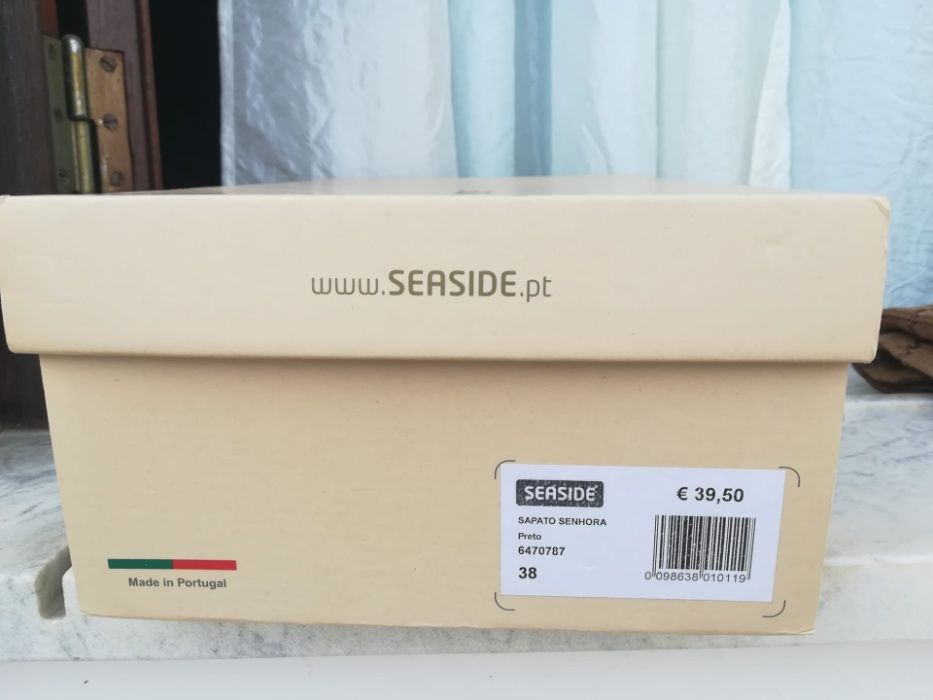 www.SEASIDE.pt
SEASIDE
€ 39,50
SAPATO SENHORA
Preto
6470787
38
0 098638 010119
Made in Portugal